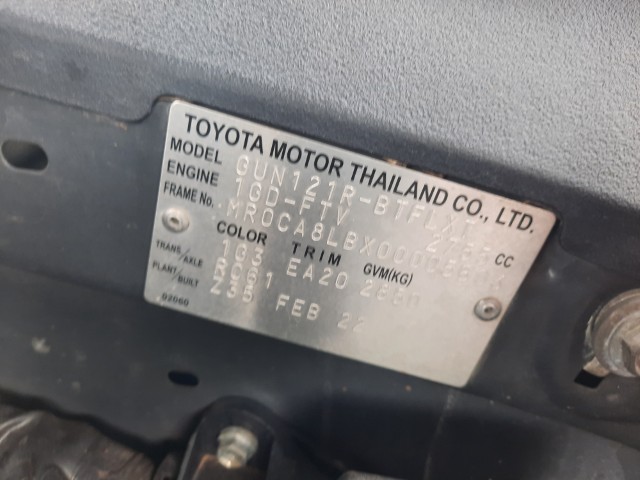 TOYOTA MOTOR THAILAND CO., LTD.
MODEL GUN121R-BTFLXT
ENGINE 1GD-FTV 2755 CC
FRAME No.
COLOR TRIM GVM(KG)
1G3 EA20
TRANS/AXLE
PLANT/BUILT FEB 22
02060